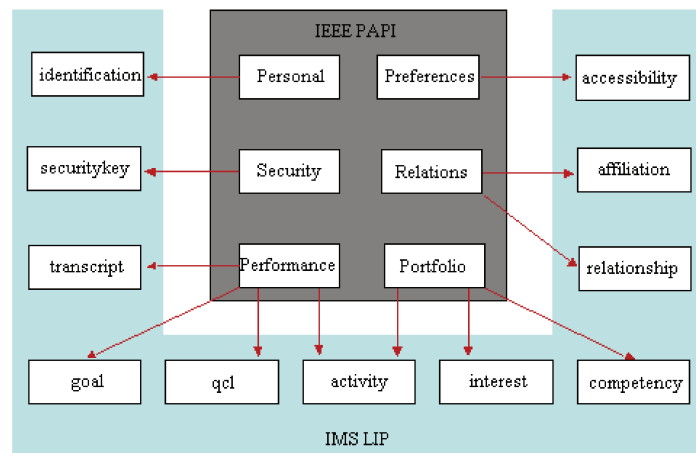 IEEE PAPI
identification
Personal
Preferences
accessibility
securitykey
Security
Relations
affiliation
transcript
Performance
Portfolio
relationship
goal
qcl
activity
interest
competency
IMS LIP